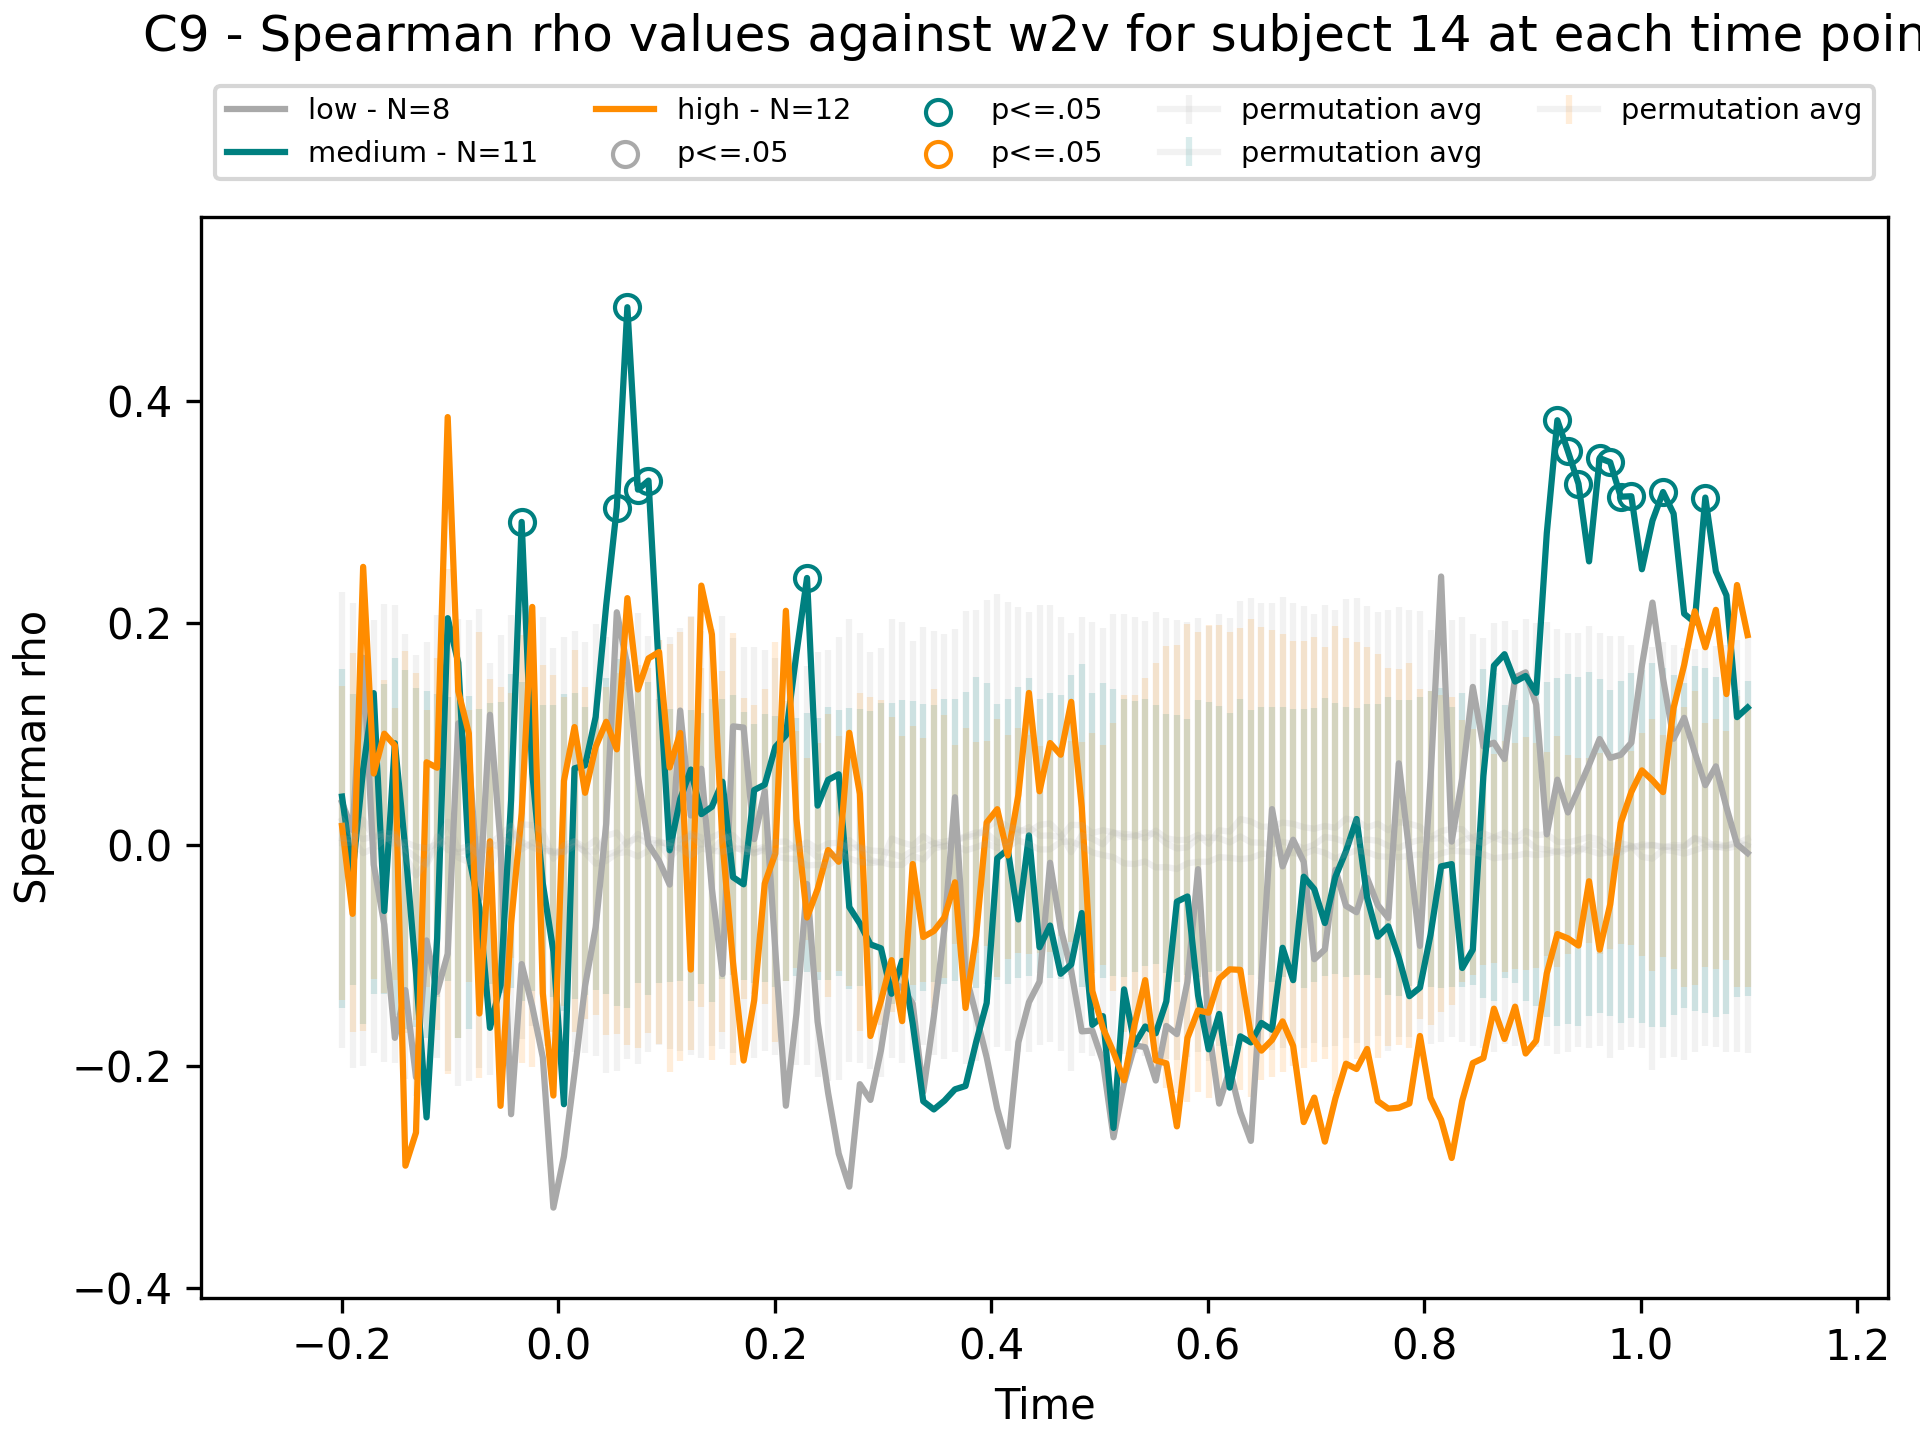 C9 - Spearman rho values against w2v for subject 14 at each time poin
low - N=8
medium - N=11
high - N=12
p<=.05
p<=.05
p<=.05
permutation avg
permutation avg
permutation avg
Spearman rho
0.4
0.2
0.0
−0.2
−0.4
−0.2
0.0
0.2
0.4
0.6
0.8
1.0
1.2
Time